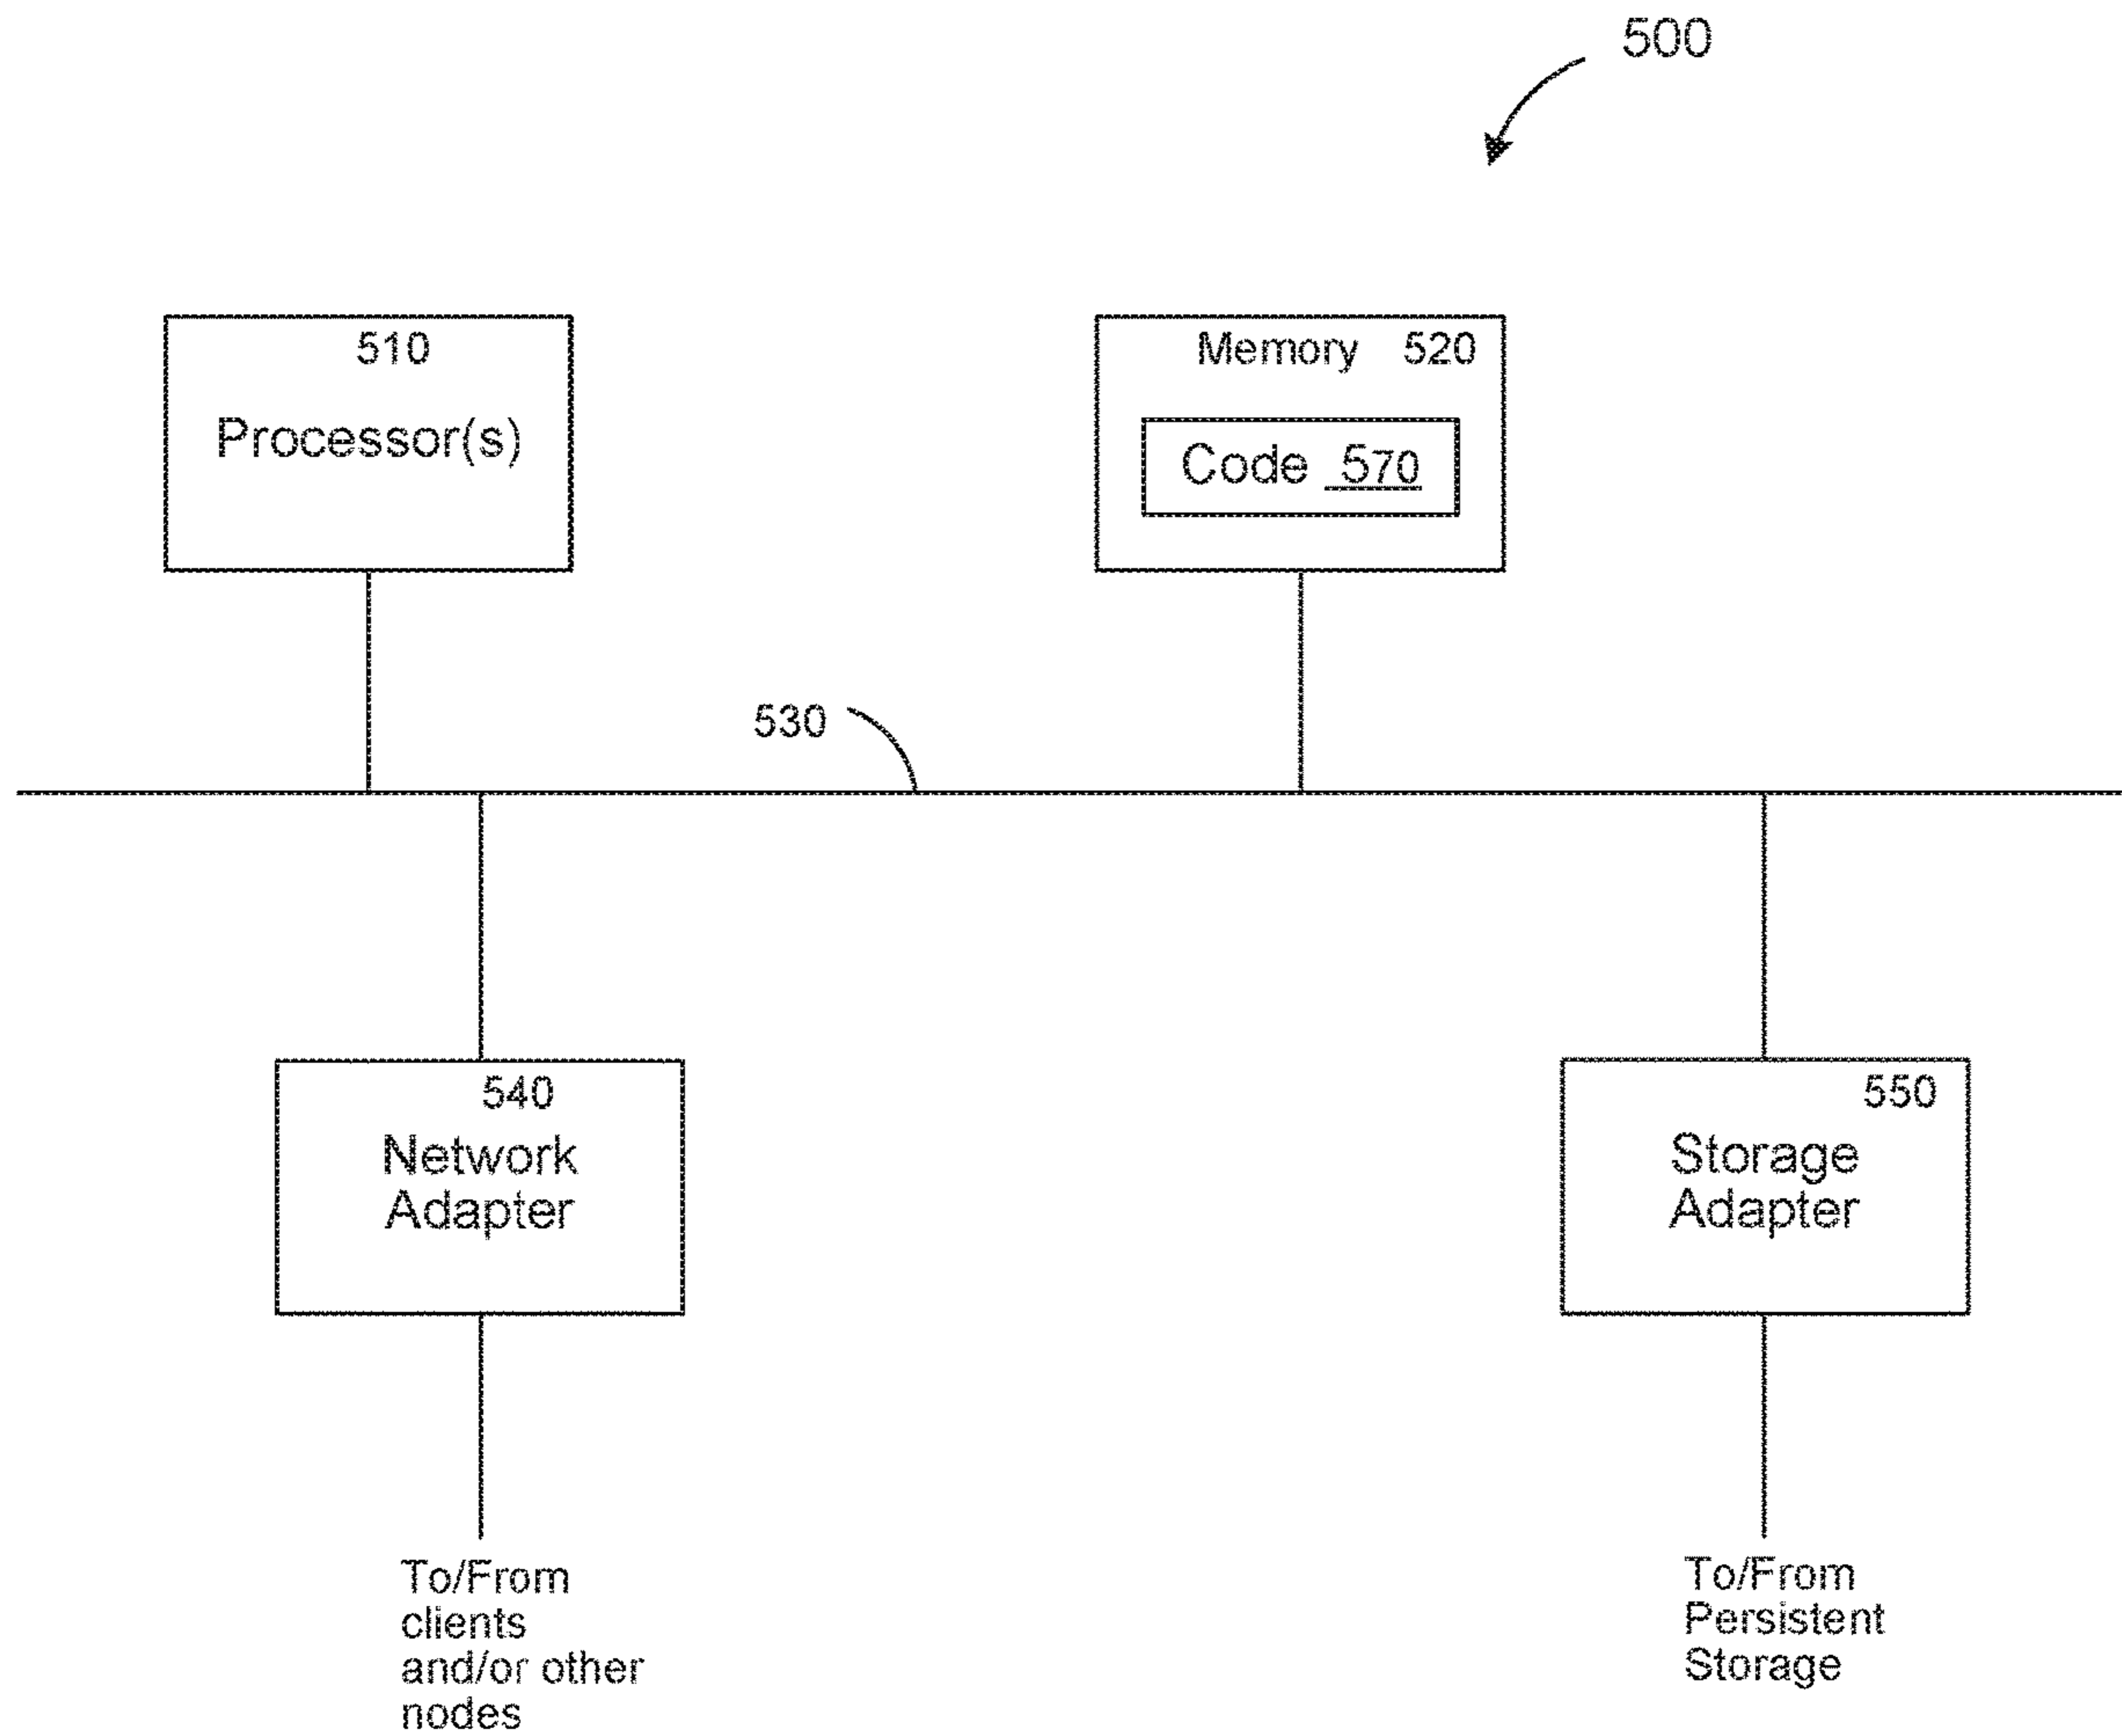 500
510
Processor(s)
Memory 520
Code 570
530
540
Network
Adapter
550
Storage
Adapter
To/From
clients
and/or other
nodes
To/From
Persistent
Storage